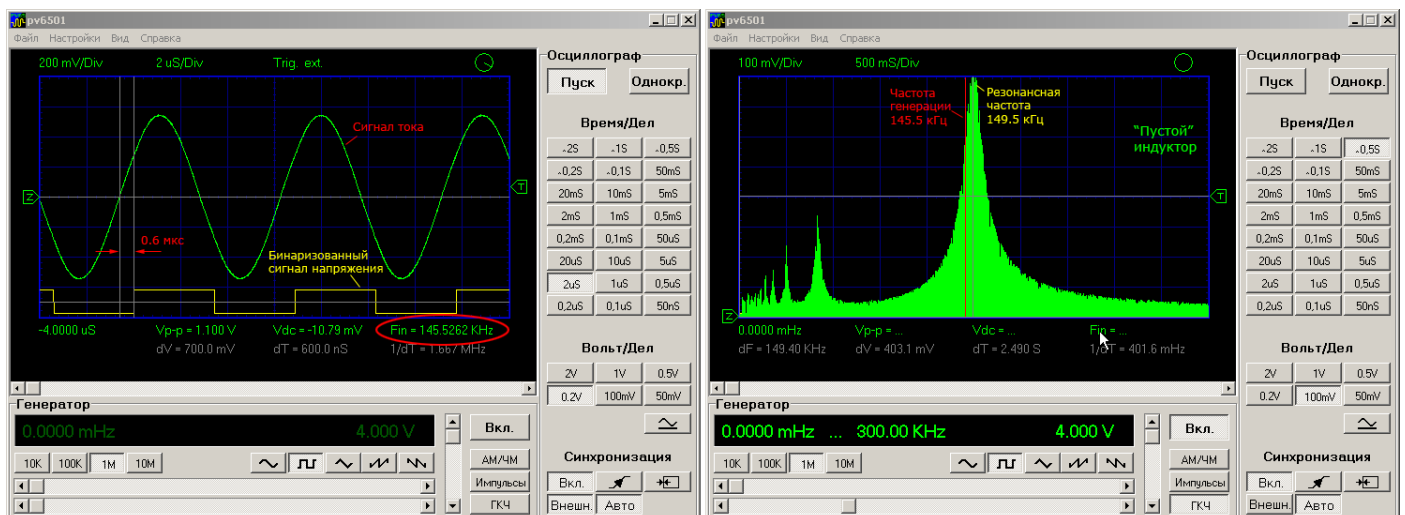 pv6501
Файл Настройки Вид Справка
200 mV/Div 2 uS/Div Trig. ext.
Сигнал тока
Z
T
0.6 мкс
Бинаризованный
сигнал напряжения
-4.0000 uS Vp-p = 1.100 V Vdc = -10.79 mV Fin = 145.5262 KHz
dV = 700.0 mV dT = 600.0 nS 1/dT = 1.667 MHz
Генератор
0.0000 mHz 4.000 V
Вкл.
10K 100K 1M 10M
АМ/ЧМ
Импульсы
ГКЧ
Осциллограф
Пуск Однокр.
Время/Дел
~2S ~1S ~0,5S
~0,2S ~0,1S 50mS
20mS 10mS 5mS
2mS 1mS 0,5mS
0,2mS 0,1mS 50uS
20uS 10uS 5uS
2uS 1uS 0,5uS
0,2uS 0,1uS 50nS
Вольт/Дел
2V 1V 0.5V
0.2V 100mV 50mV
Синхронизация
Вкл.
Внешн. Авто
pv6501
Файл Настройки Вид Справка
100 mV/Div 500 mS/Div
Частота
генерации
145.5 кГц
Резонансная
частота
149.5 кГц
"Пустой"
индуктор
T
Z
0.0000 mHz Vp-p = ... Vdc = ... Fin = ...
dF = 149.40 KHz dV = 403.1 mV dT = 2.490 S 1/dT = 401.6 mHz
Генератор
0.0000 mHz ... 300.00 KHz 4.000 V
Вкл.
10K 100K 1M 10M
АМ/ЧМ
Импульсы
ГКЧ
Осциллограф
Пуск Однокр.
Время/Дел
~2S ~1S ~0,5S
~0,2S ~0,1S 50mS
20mS 10mS 5mS
2mS 1mS 0,5mS
0,2mS 0,1mS 50uS
20uS 10uS 5uS
2uS 1uS 0,5uS
0,2uS 0,1uS 50nS
Вольт/Дел
2V 1V 0.5V
0.2V 100mV 50mV
Синхронизация
Вкл.
Внешн. Авто